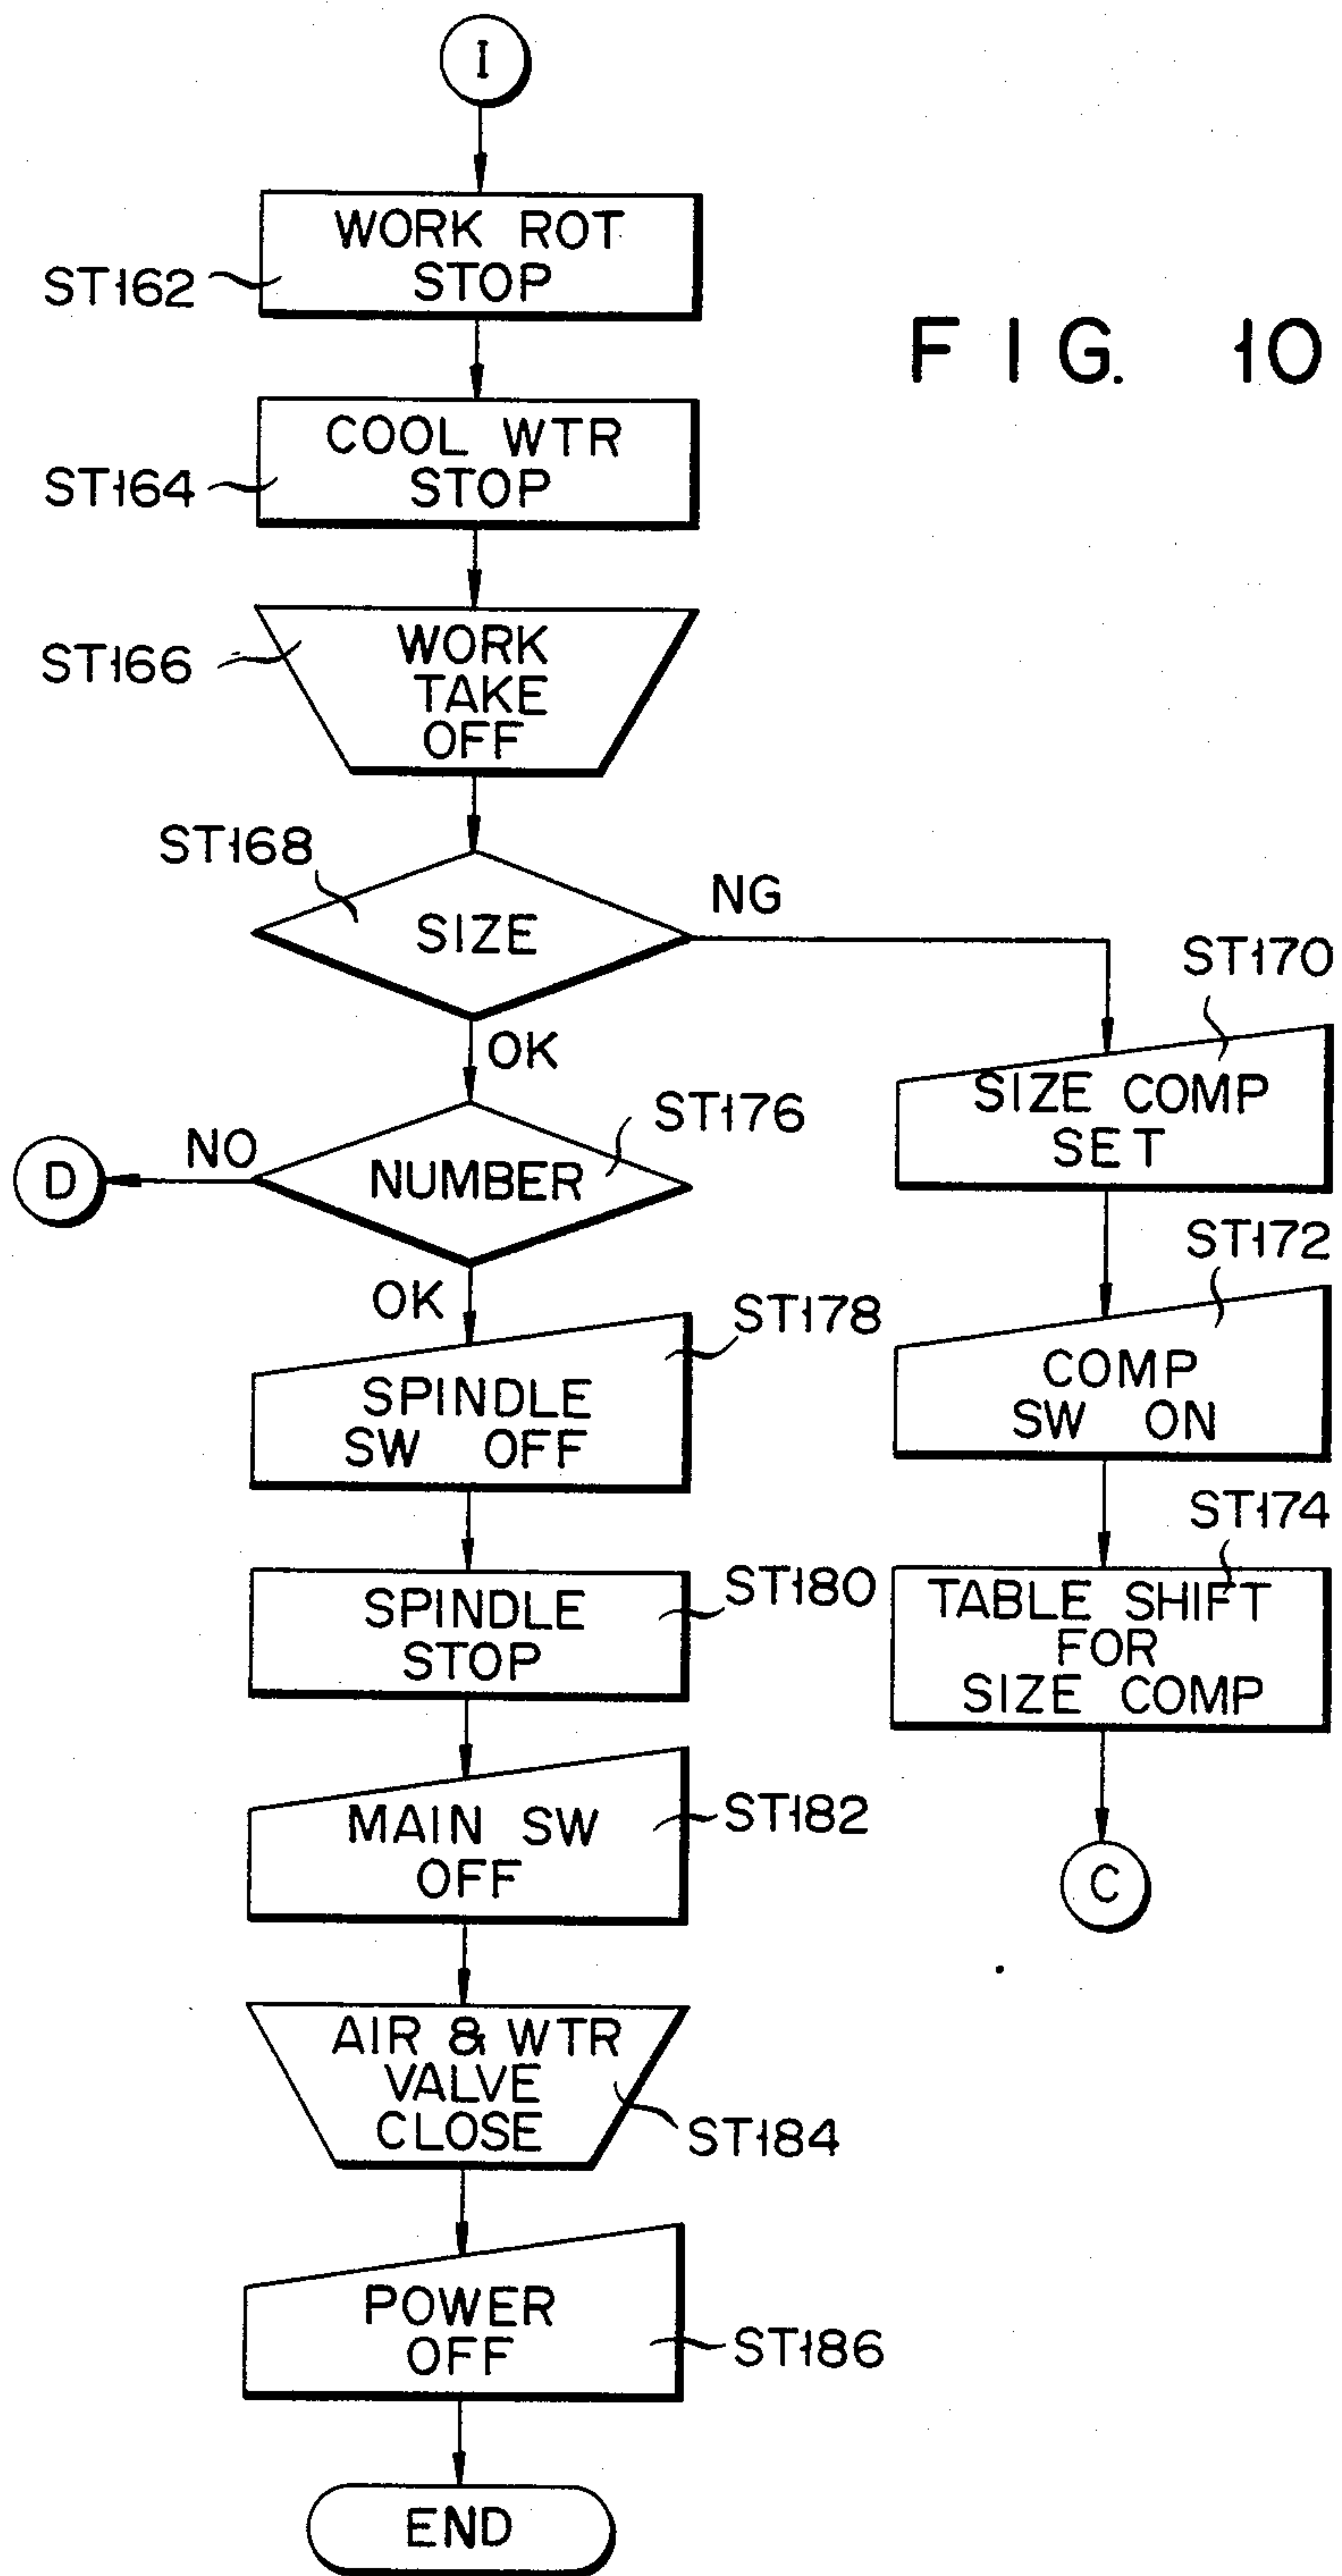 I
WORK ROT
STOP
ST162
FIG. 10
COOL WTR
STOP
ST164
WORK
TAKE
OFF
ST166
ST168
SIZE
NG
OK
ST170
SIZE COMP
SET
ST176
NUMBER
NO
D
OK
ST172
COMP
SW ON
ST178
SPINDLE
SW OFF
ST174
TABLE SHIFT
FOR
SIZE COMP
ST180
SPINDLE
STOP
C
MAIN SW
OFF
ST182
AIR & WTR
VALVE
CLOSE
ST184
POWER
OFF
ST186
END